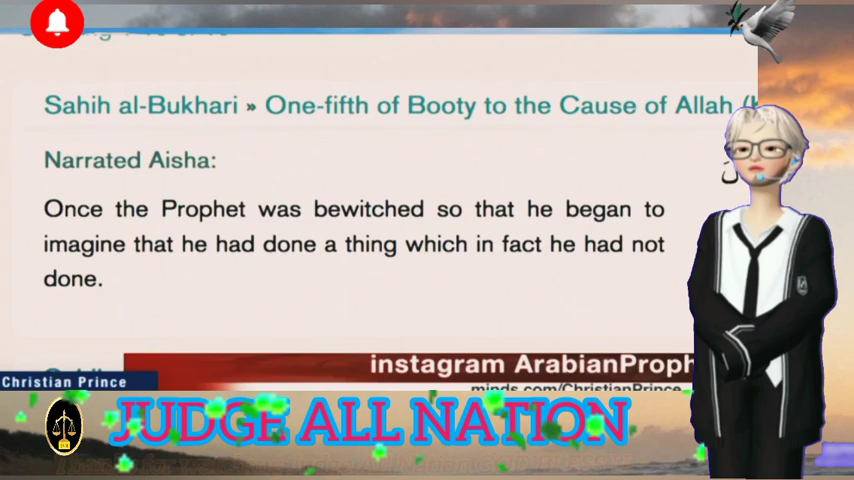 Sahih al-Bukhari » One-fifth of Booty to the Cause of Allah
Narrated Aisha:
Once the Prophet was bewitched so that he began to
imagine that he had done a thing which in fact he had not
done.
instagram ArabianProph
minds.com/ChristianPrince
Christian Prince
JUDGE ALL NATION